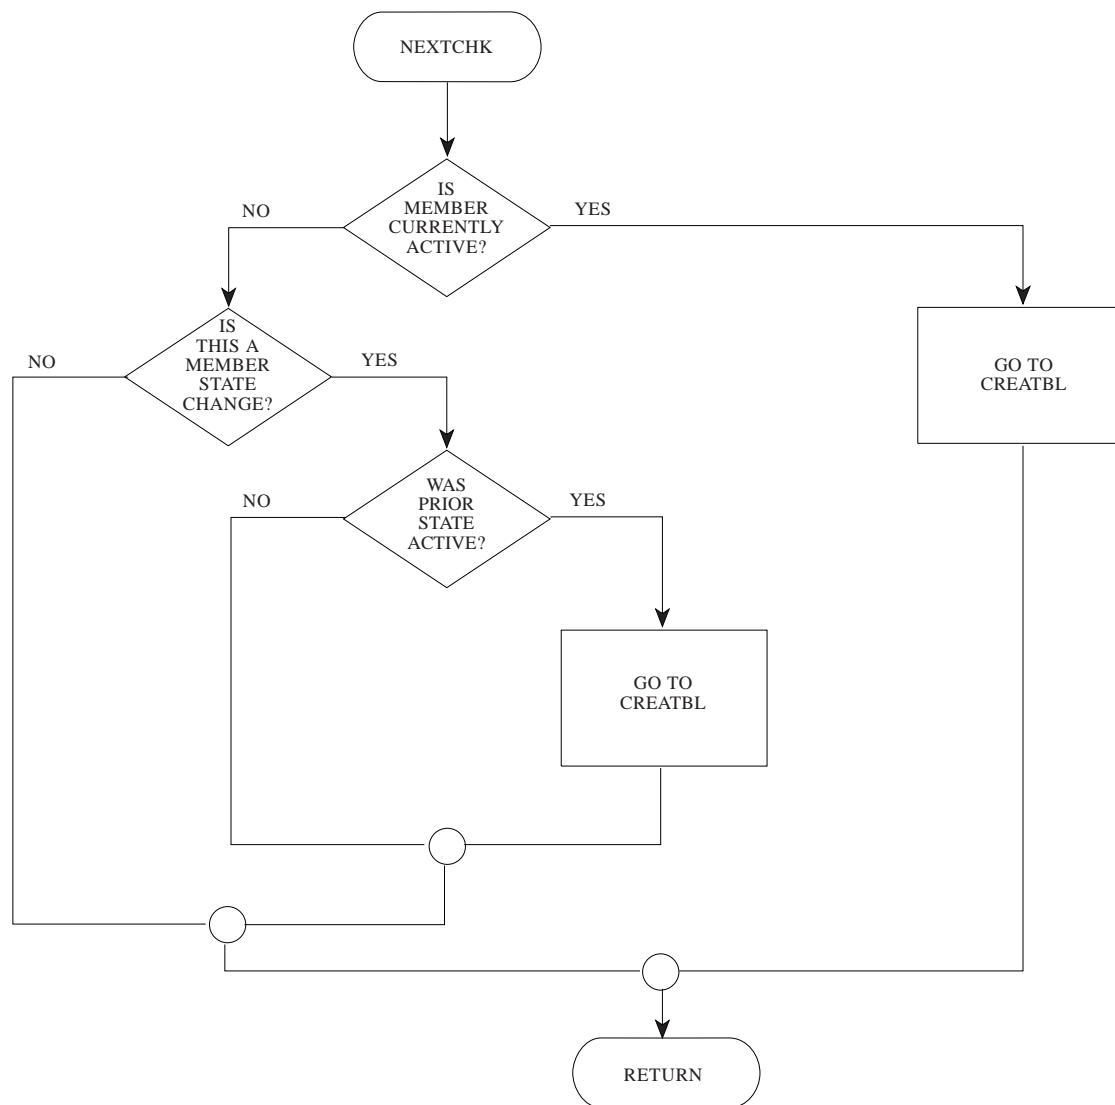 NEXTCHK
IS
MEMBER
CURRENTLY
ACTIVE?
NO
YES
IS
THIS A
MEMBER
STATE
CHANGE?
NO
YES
GO TO
CREATBL
WAS
PRIOR
STATE
ACTIVE?
NO
YES
GO TO
CREATBL
RETURN